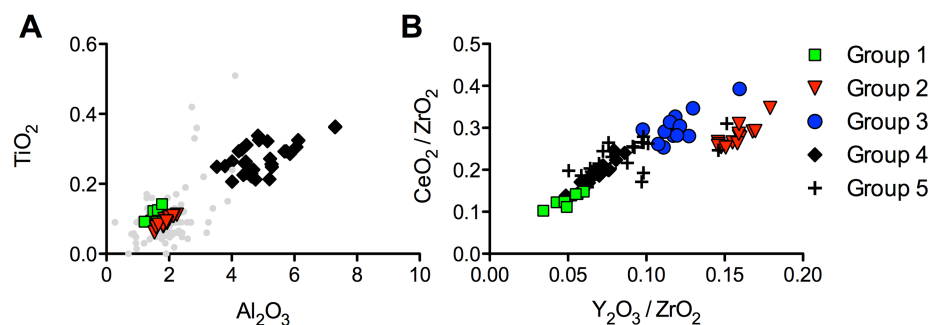 A
TiO₂
0.6
0.4
0.2
0.0
0 2 4 6 8 10
Al₂O₃
B
CeO₂ / ZrO₂
0.5
0.4
0.3
0.2
0.1
0.0
0.00 0.05 0.10 0.15 0.20
Y₂O₃ / ZrO₂
Group 1
Group 2
Group 3
Group 4
Group 5